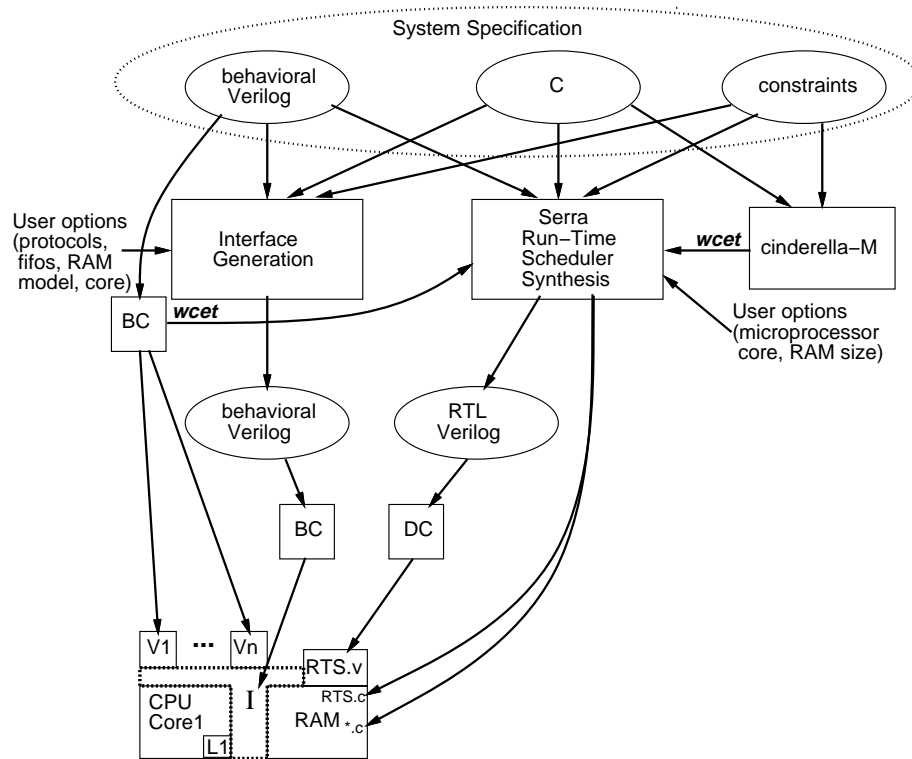 System Specification
behavioral
Verilog
C
constraints
User options
(protocols,
fifos, RAM
model, core)
Interface
Generation
Serra
Run−Time
Scheduler
Synthesis
wcet
cinderella−M
BC
wcet
User options
(microprocessor
core, RAM size)
behavioral
Verilog
RTL
Verilog
BC
DC
V1
...
Vn
RTS.v
I
CPU
Core1
L1
RTS.c
RAM
*.c